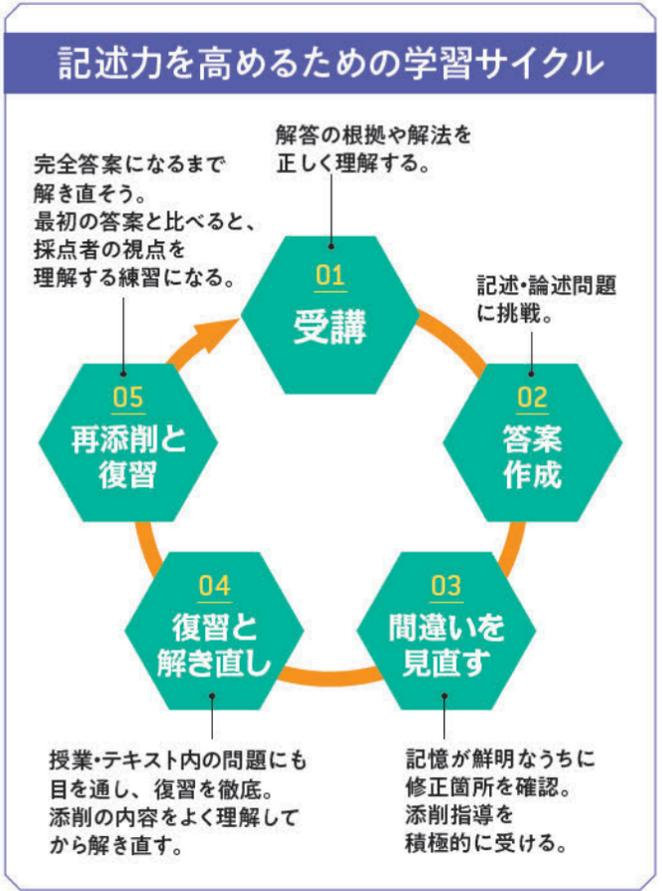 記述力を高めるための学習サイクル
解答の根拠や解法を
正しく理解する。
01
受講
記述・論述問題
に挑戦。
02
答案
作成
03
間違いを
見直す
記憶が鮮明なうちに
修正箇所を確認。
添削指導を
積極的に受ける。
04
復習と
解き直し
授業・テキスト内の問題にも
目を通し、復習を徹底。
添削の内容をよく理解して
から解き直す。
完全答案になるまで
解き直そう。
最初の答案と比べると、
採点者の視点を
理解する練習になる。
05
再添削と
復習